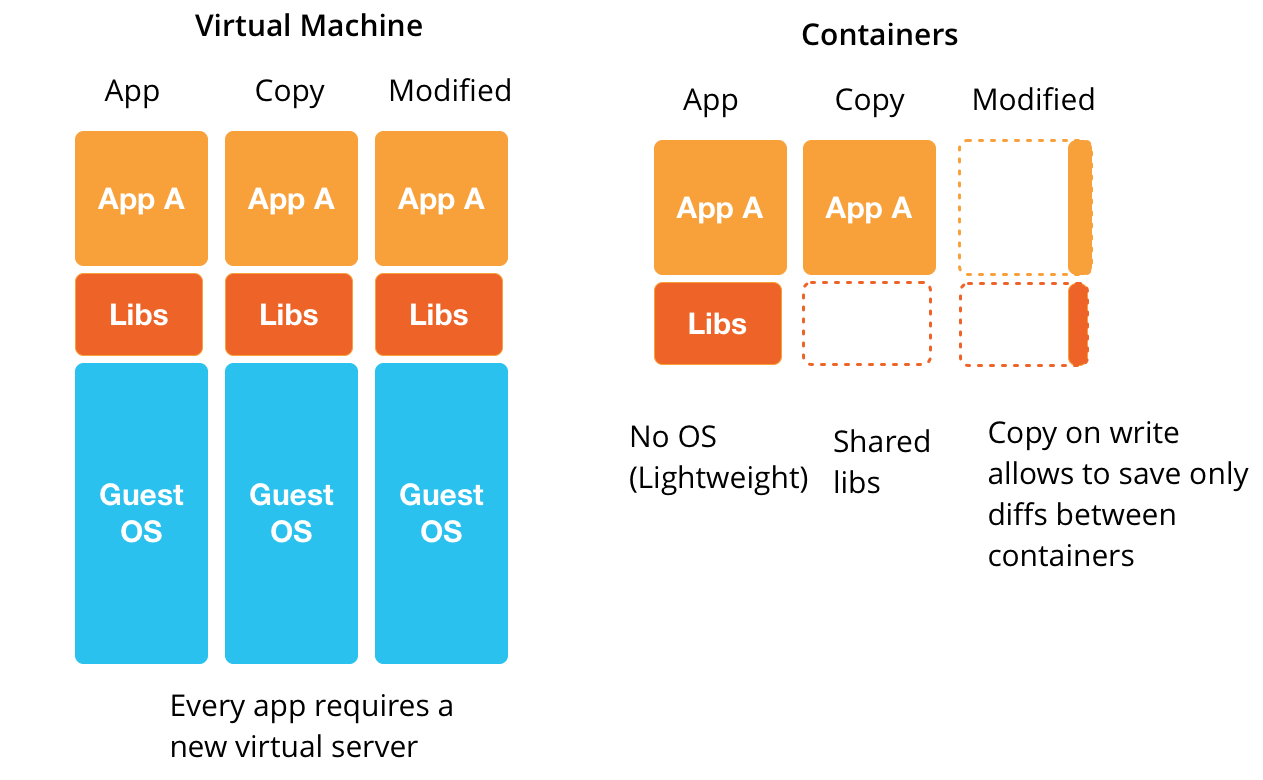 Virtual Machine
App
Copy
Modified
App A
App A
App A
Libs
Libs
Libs
Guest
OS
Guest
OS
Guest
OS
Every app requires a
new virtual server
Containers
App
Copy
Modified
App A
App A
Libs
No OS
(Lightweight)
Shared
libs
Copy on write
allows to save only
diffs between
containers